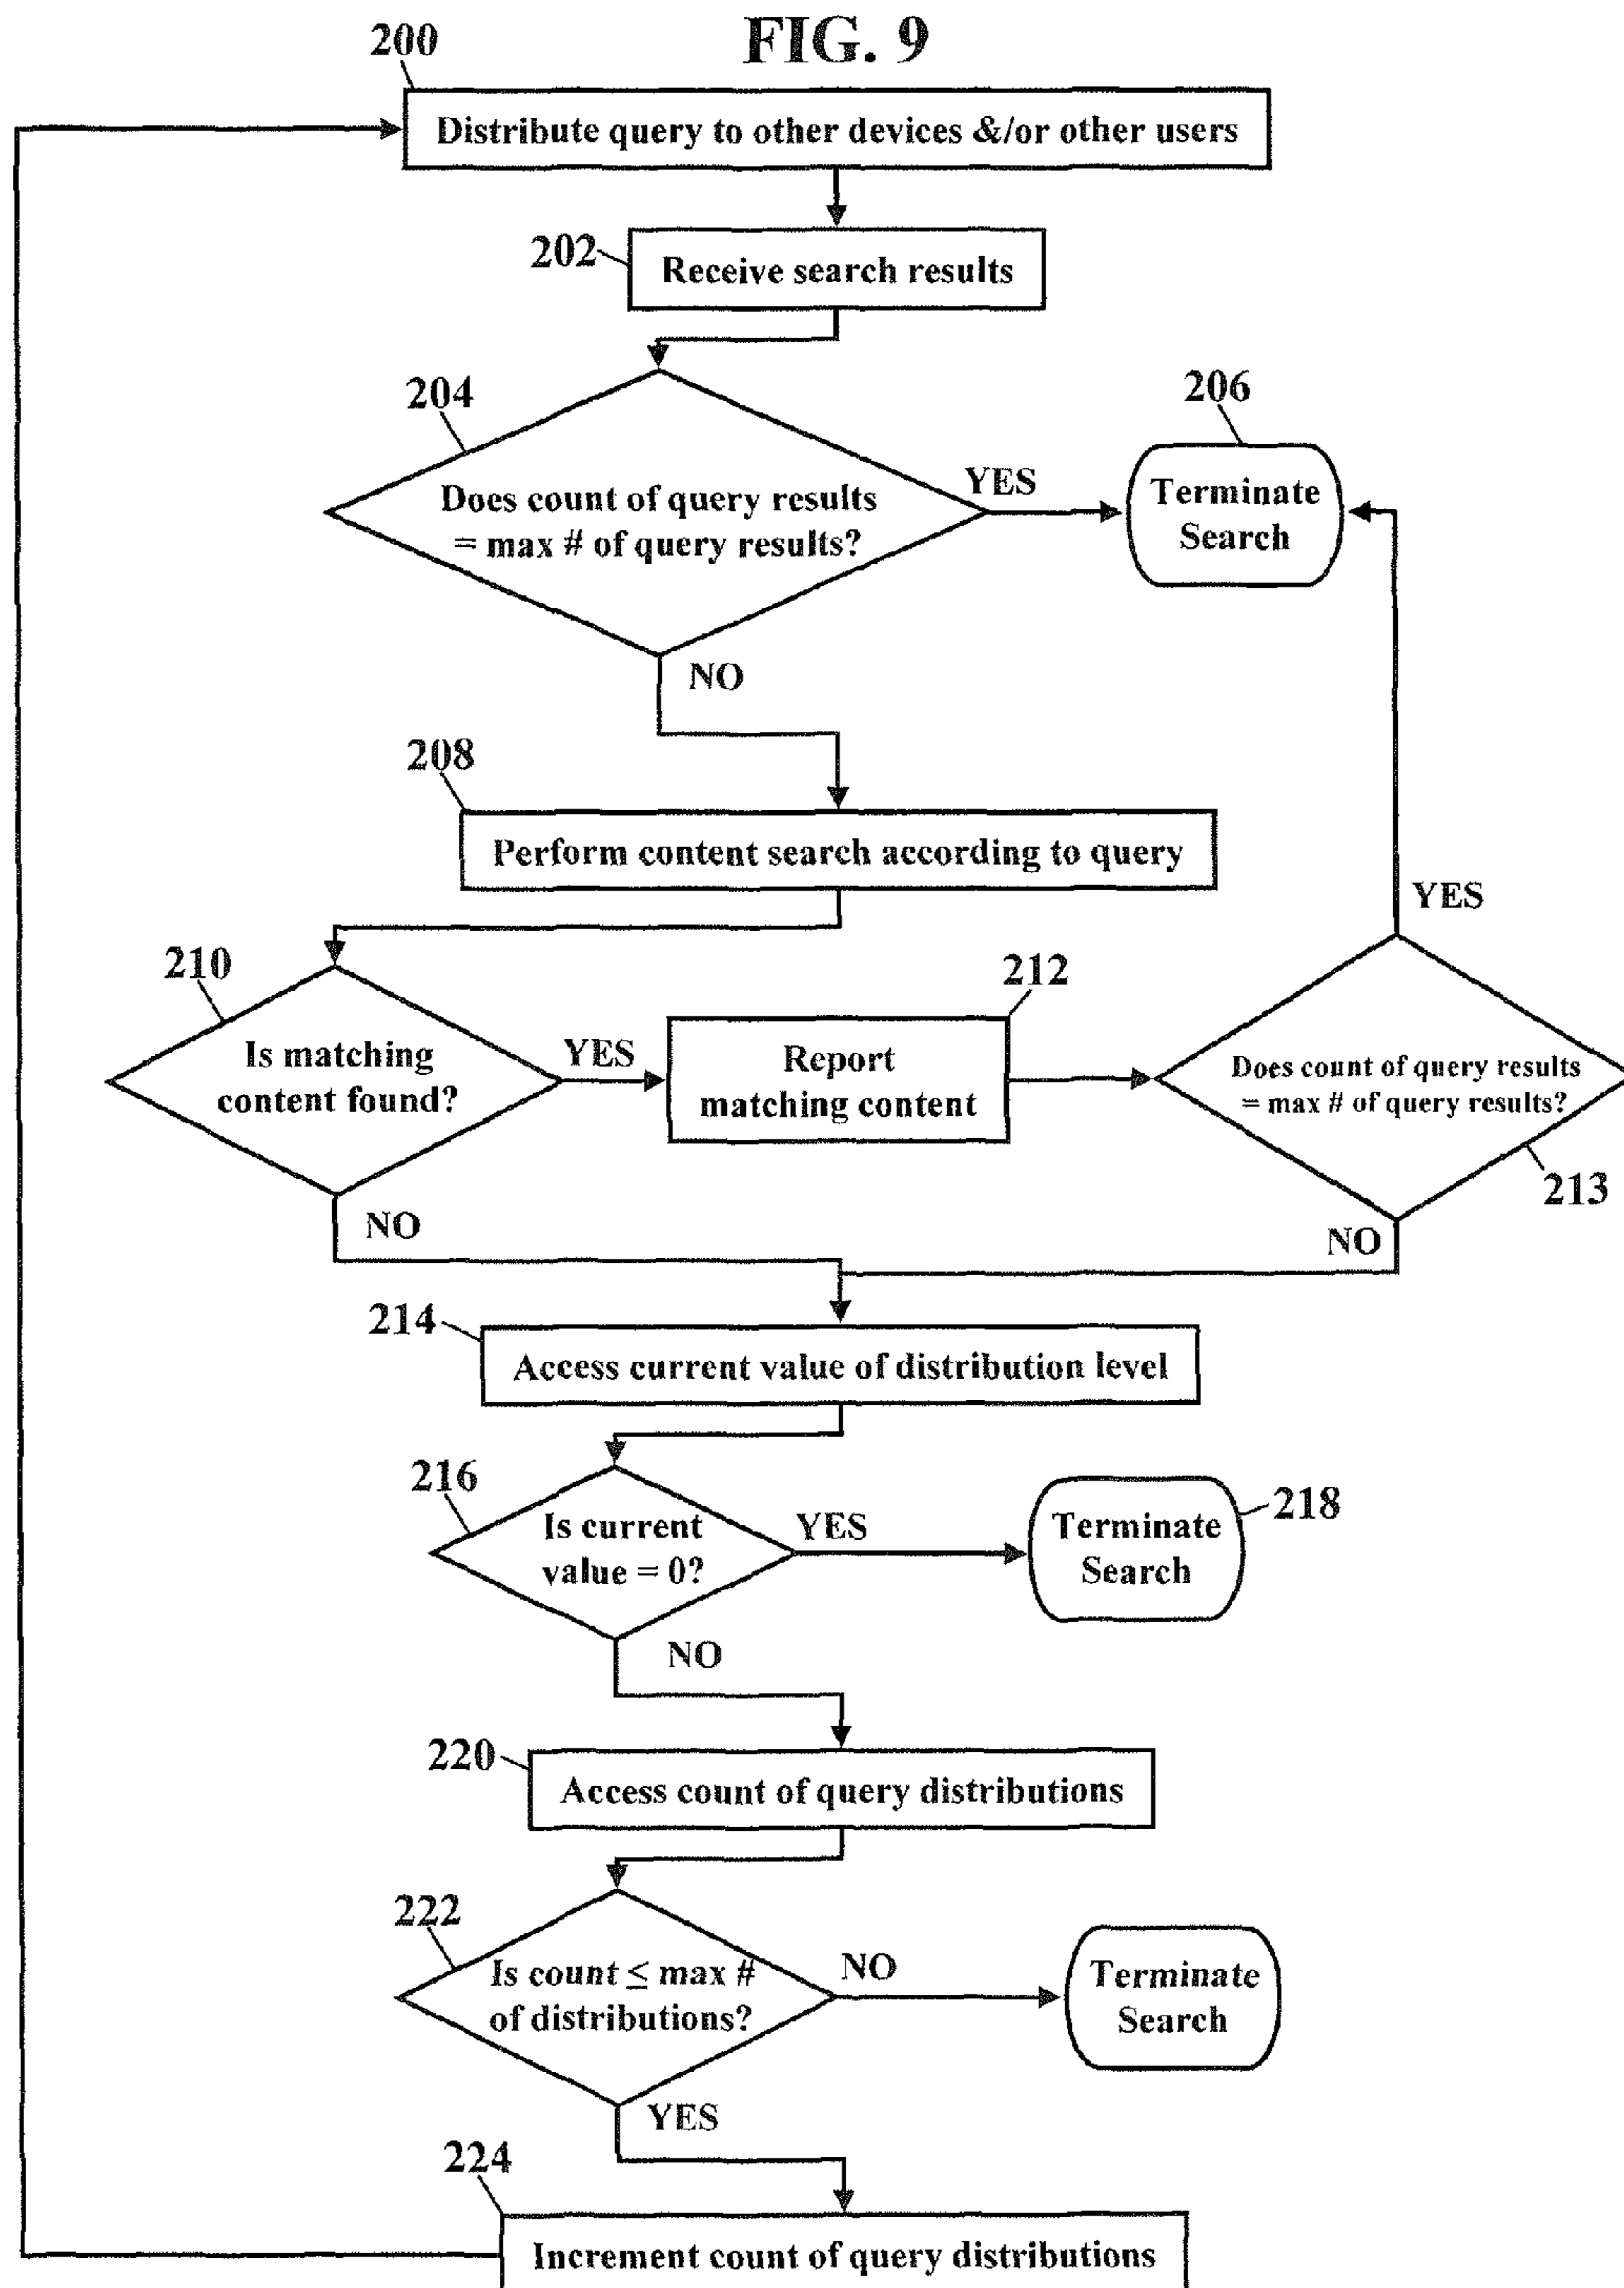 FIG. 9
200
Distribute query to other devices &/or other users
202
Receive search results
204
Does count of query results
= max # of query results?
YES
206
Terminate
Search
NO
208
Perform content search according to query
210
Is matching
content found?
YES
212
Report
matching content
YES
Does count of query results
= max # of query results?
213
NO
NO
214
Access current value of distribution level
216
Is current
value = 0?
YES
Terminate
Search
218
NO
220
Access count of query distributions
222
Is count ≤ max #
of distributions?
NO
Terminate
Search
YES
224
Increment count of query distributions